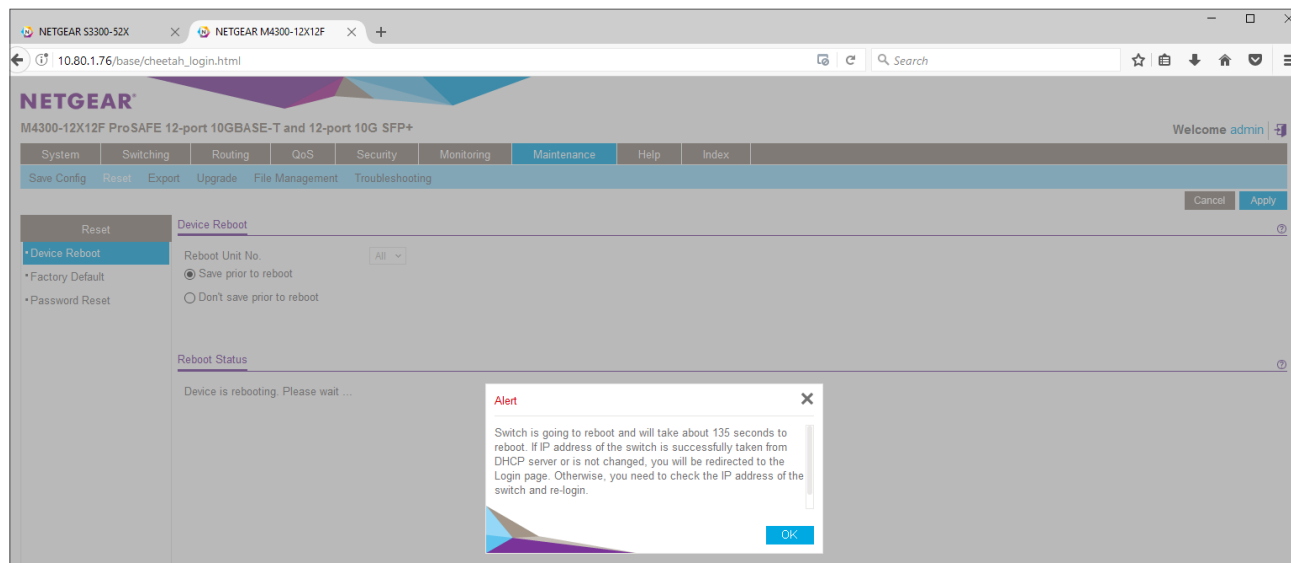 NETGEAR S3300-52X NETGEAR M4300-12X12F
10.80.1.76/base/cheetah_login.html Search
NETGEAR®
M4300-12X12F ProSAFE 12-port 10GBASE-T and 12-port 10G SFP+ Welcome admin
System Switching Routing QoS Security Monitoring Maintenance Help Index
Save Config Reset Export Upgrade File Management Troubleshooting
Cancel Apply
Reset
• Device Reboot
• Factory Default
• Password Reset
Device Reboot
Reboot Unit No. All
Save prior to reboot
Don't save prior to reboot
Reboot Status
Device is rebooting. Please wait ...
Alert
Switch is going to reboot and will take about 135 seconds to
reboot. If IP address of the switch is successfully taken from
DHCP server or is not changed, you will be redirected to the
Login page. Otherwise, you need to check the IP address of the
switch and re-login.
OK